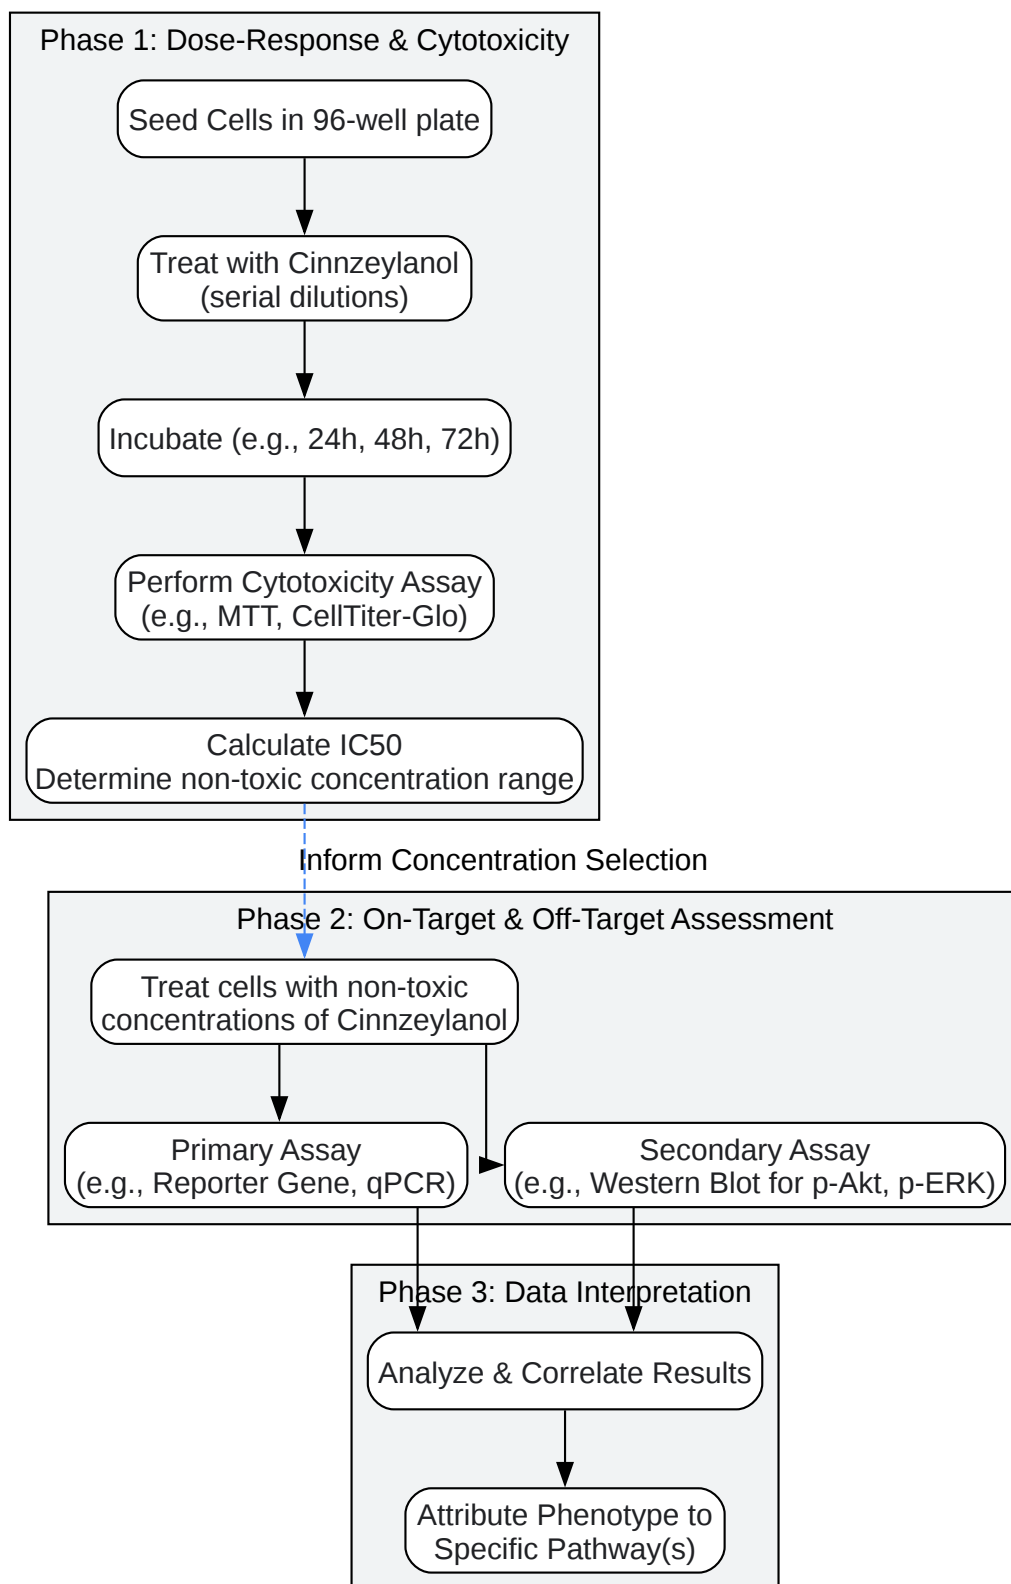 Phase 1: Dose-Response & Cytotoxicity
Seed Cells in 96-well plate
Treat with Cinnzeylanol
(serial dilutions)
Incubate (e.g., 24h, 48h, 72h)
Perform Cytotoxicity Assay
(e.g., MTT, CellTiter-Glo)
Calculate IC50
Determine non-toxic concentration range
Inform Concentration Selection
Phase 2: On-Target & Off-Target Assessment
Treat cells with non-toxic
concentrations of Cinnzeylanol
Primary Assay
(e.g., Reporter Gene, qPCR)
Secondary Assay
(e.g., Western Blot for p-Akt, p-ERK)
Phase 3: Data Interpretation
Analyze & Correlate Results
Attribute Phenotype to
Specific Pathway(s)